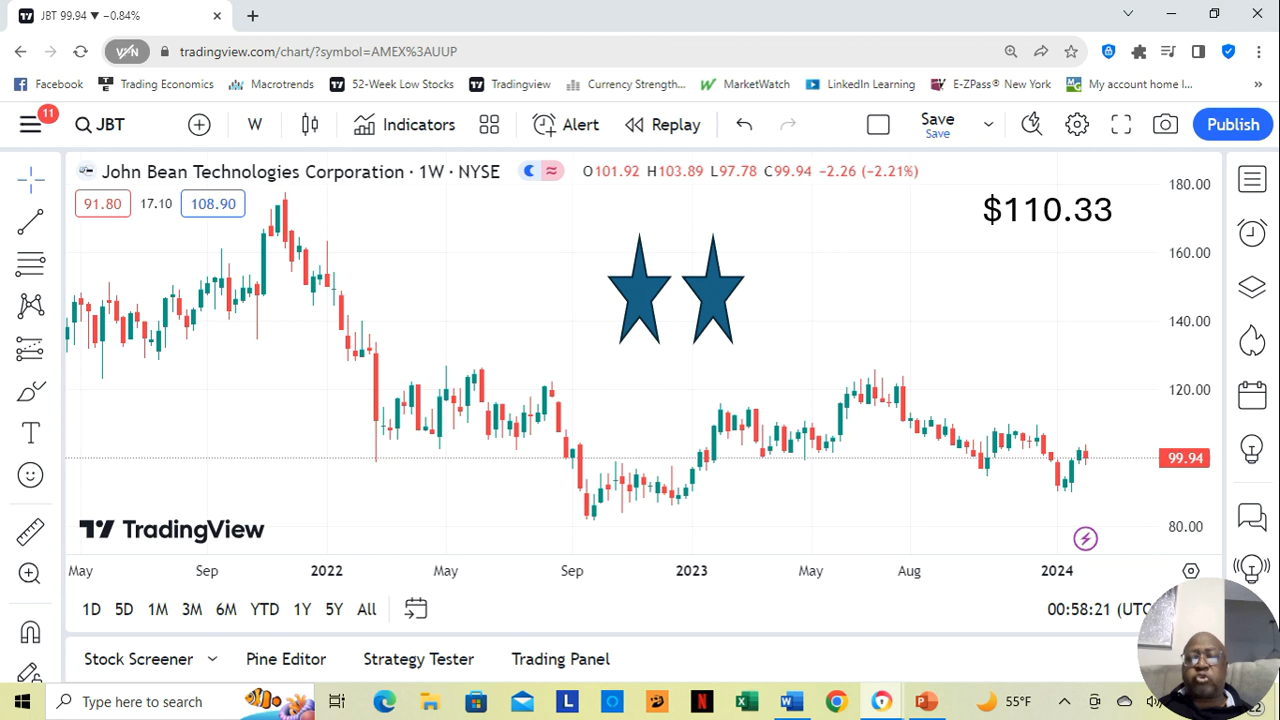 JBT 99.94 ▼ −0.84%
VPN
tradingview.com/chart/?symbol=AMEX%3AUUP
Facebook
Trading Economics
Macrotrends
52-Week Low Stocks
Tradingview
Currency Strength...
MarketWatch
LinkedIn Learning
E-ZPass® New York
My account home l...
»
11
JBT
W
Indicators
Alert
Replay
Save
Save
Publish
John Bean Technologies Corporation · 1W · NYSE
O101.92 H103.89 L97.78 C99.94 −2.26 (−2.21%)
91.80
17.10
108.90
$110.33
180.00
160.00
140.00
120.00
99.94
80.00
TradingView
May
Sep
2022
May
Sep
2023
May
Aug
2024
1D
5D
1M
3M
6M
YTD
1Y
5Y
All
00:58:21 (UTC
Stock Screener
Pine Editor
Strategy Tester
Trading Panel
Type here to search
55°F